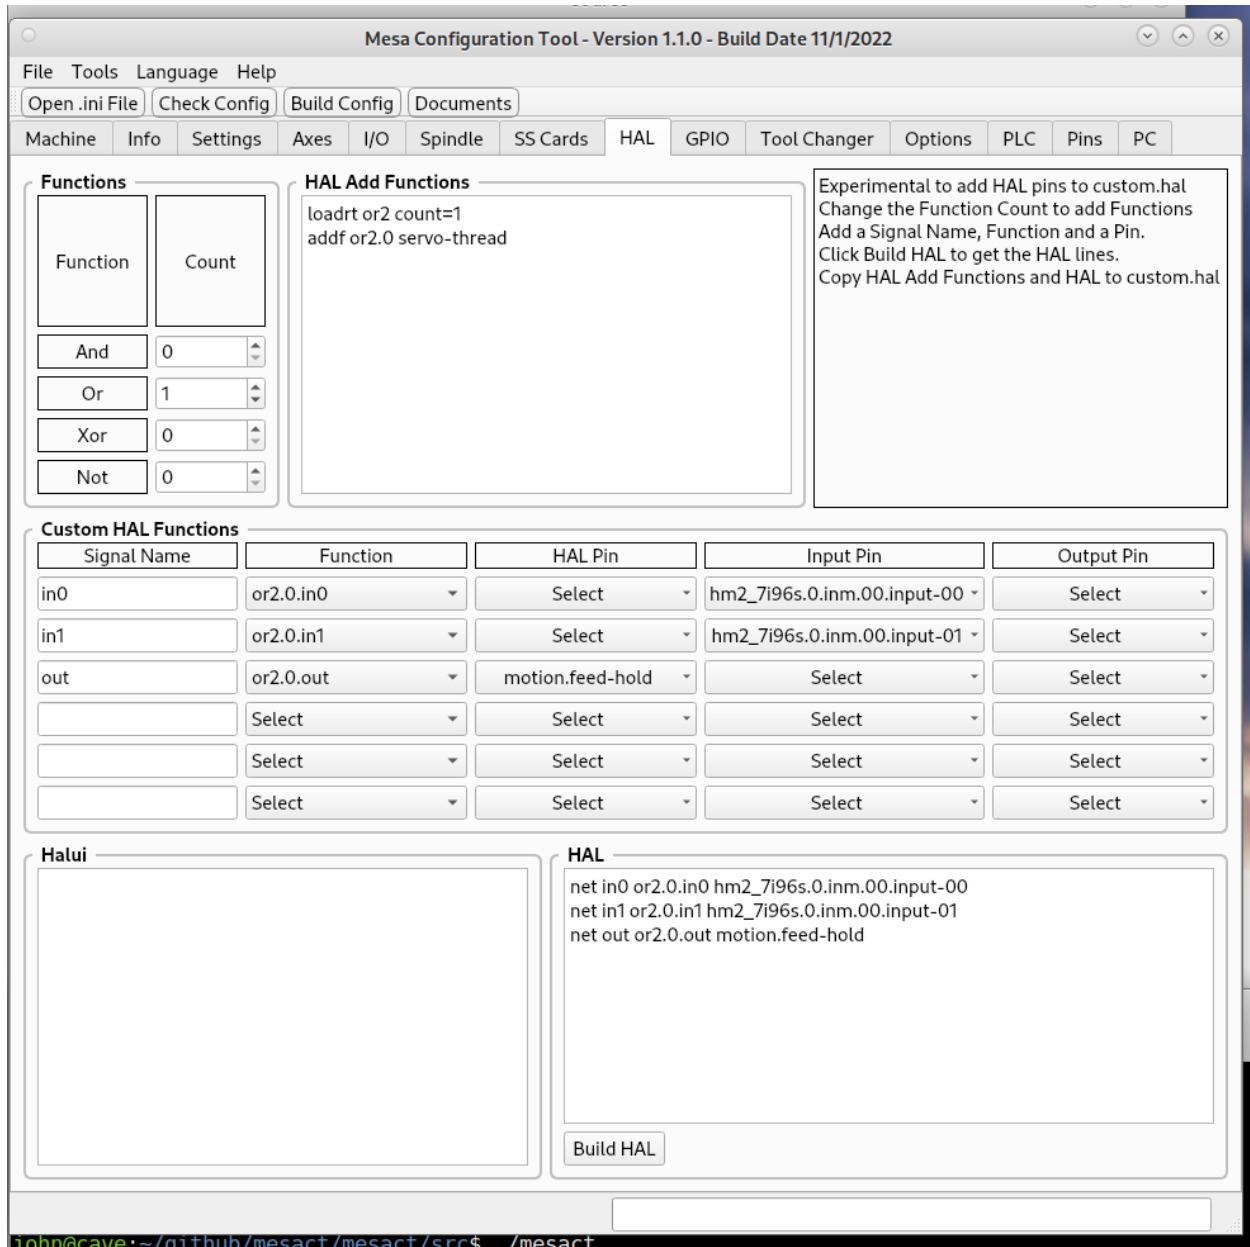 Mesa Configuration Tool - Version 1.1.0 - Build Date 11/1/2022
File Tools Language Help
Open .ini File Check Config Build Config Documents
Machine Info Settings Axes I/O Spindle SS Cards HAL GPIO Tool Changer Options PLC Pins PC
Functions
Function Count
And 0
Or 1
Xor 0
Not 0
HAL Add Functions
loadrt or2 count=1
addf or2.0 servo-thread
Experimental to add HAL pins to custom.hal
Change the Function Count to add Functions
Add a Signal Name, Function and a Pin.
Click Build HAL to get the HAL lines.
Copy HAL Add Functions and HAL to custom.hal
Custom HAL Functions
Signal Name Function HAL Pin Input Pin Output Pin
in0 or2.0.in0 Select hm2_7i96s.0.inm.00.input-00 Select
in1 or2.0.in1 Select hm2_7i96s.0.inm.00.input-01 Select
out or2.0.out motion.feed-hold Select Select
Select Select Select Select
Select Select Select Select
Select Select Select Select
Halui
HAL
net in0 or2.0.in0 hm2_7i96s.0.inm.00.input-00
net in1 or2.0.in1 hm2_7i96s.0.inm.00.input-01
net out or2.0.out motion.feed-hold
Build HAL
john@cave:~/github/mesact/mesact/src$ ./mesact